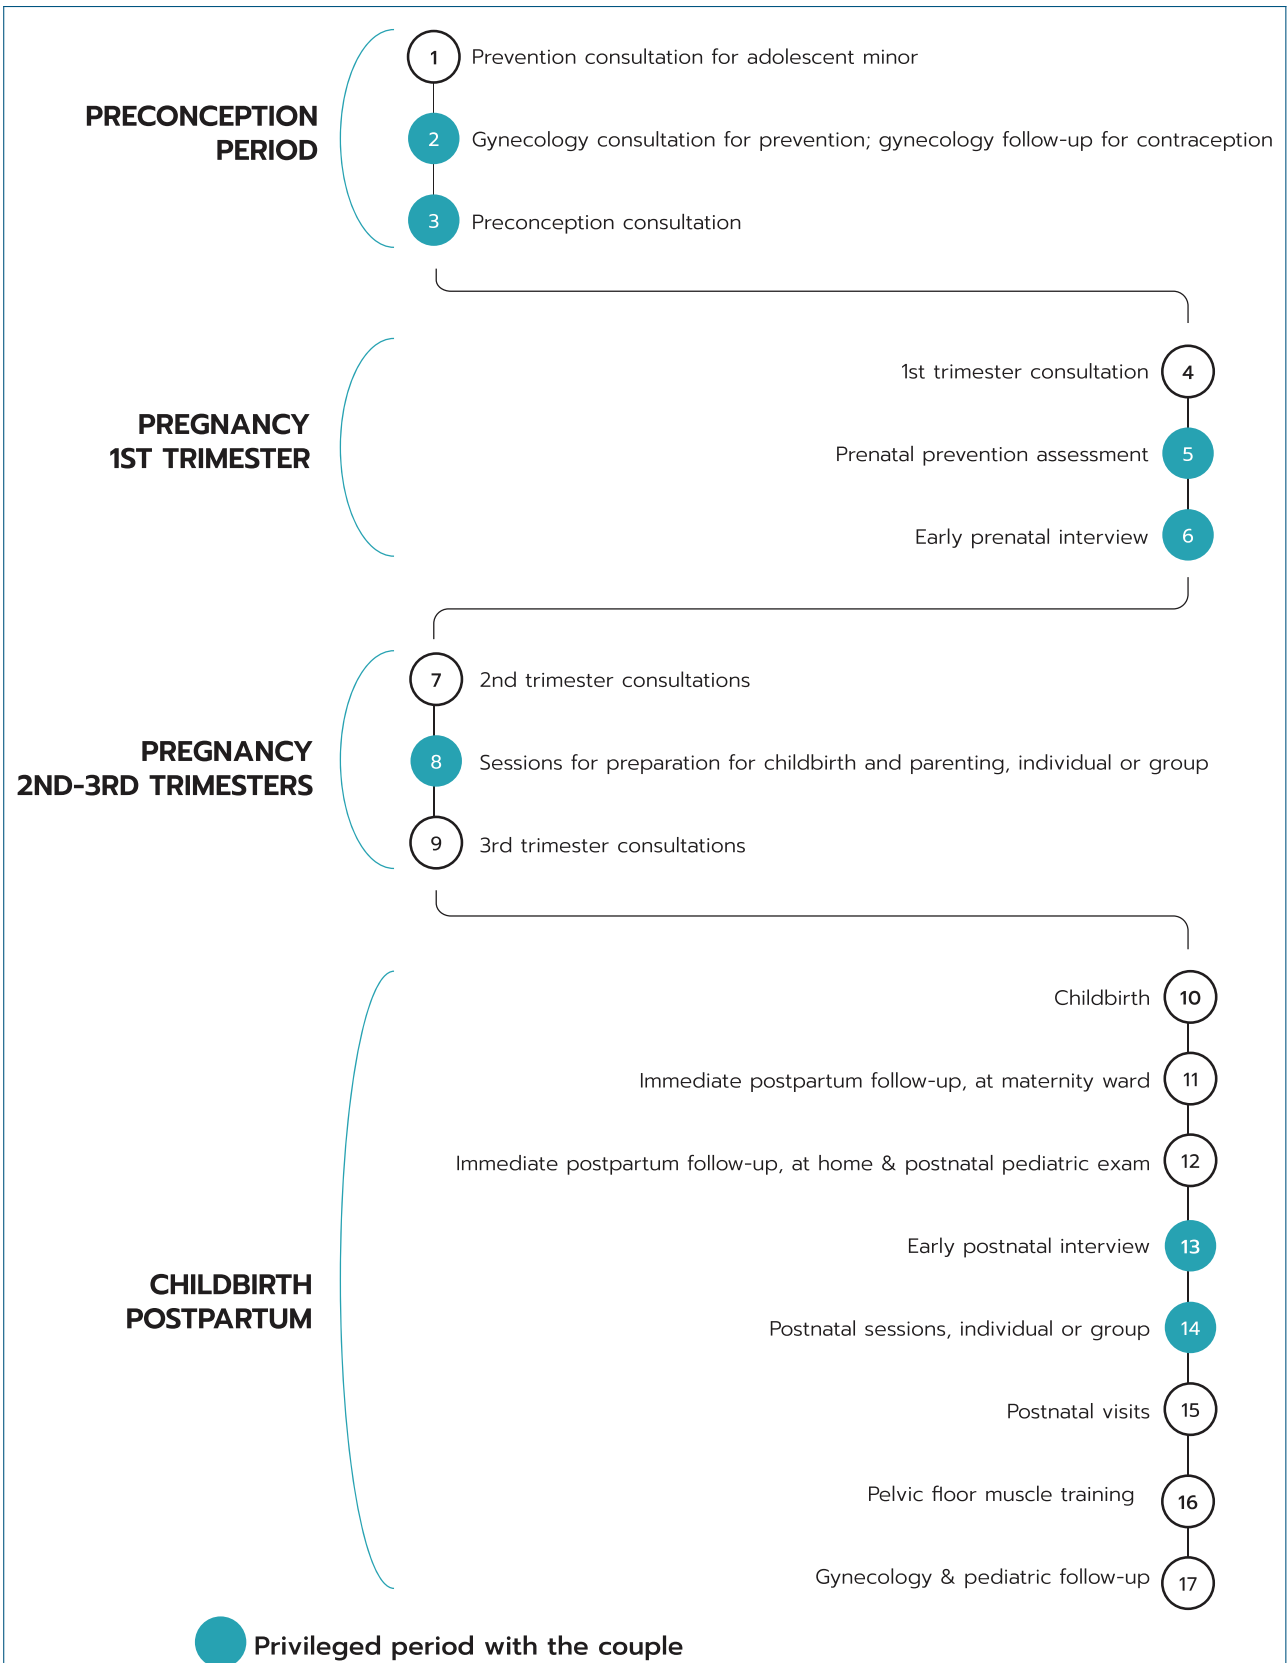 PRECONCEPTION
PERIOD
1 Prevention consultation for adolescent minor
2 Gynecology consultation for prevention; gynecology follow-up for contraception
3 Preconception consultation
PREGNANCY
1ST TRIMESTER
1st trimester consultation 4
Prenatal prevention assessment 5
Early prenatal interview 6
PREGNANCY
2ND-3RD TRIMESTERS
7 2nd trimester consultations
8 Sessions for preparation for childbirth and parenting, individual or group
9 3rd trimester consultations
CHILDBIRTH
POSTPARTUM
Childbirth 10
Immediate postpartum follow-up, at maternity ward 11
Immediate postpartum follow-up, at home & postnatal pediatric exam 12
Early postnatal interview 13
Postnatal sessions, individual or group 14
Postnatal visits 15
Pelvic floor muscle training 16
Gynecology & pediatric follow-up 17
Privileged period with the couple